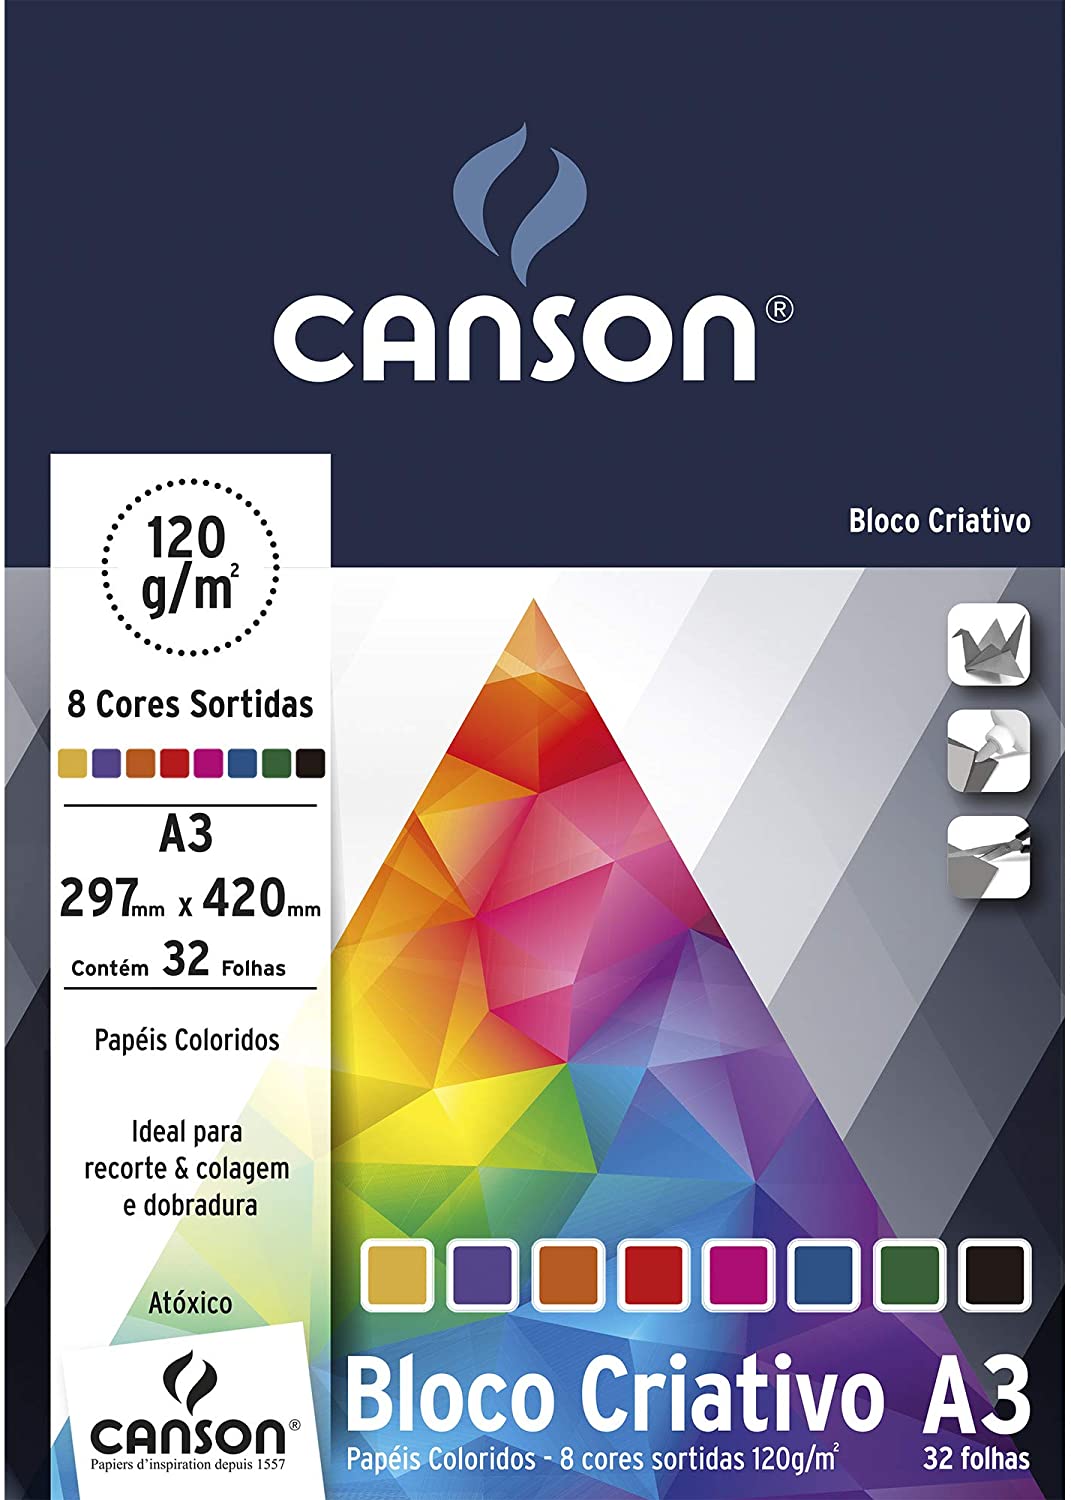 CANSON®
Bloco Criativo
120
g/m²
8 Cores Sortidas
A3
297mm x 420mm
Contém 32 Folhas
Papéis Coloridos
Ideal para
recorte & colagem
e dobradura
Atóxico
CANSON®
Papiers d'inspiration depuis 1557
Bloco Criativo A3
Papéis Coloridos - 8 cores sortidas 120g/m² 32 folhas